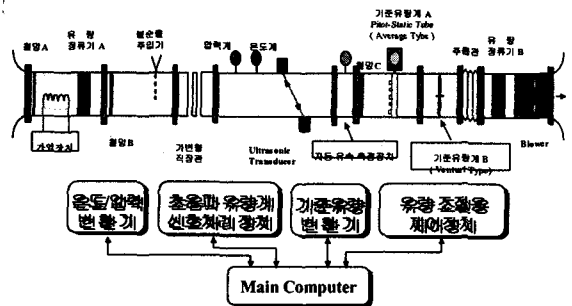 철망A
유 량
정류기 A
불순물
주입기
압력계
온도계
철망C
기준유량계 A
Pitot-Static Tube
( Average Type )
주름관
유 량
정류기 B
가열장치
철망B
가변형
직장관
Ultrasonic
Transducer
자동 유속 측정장치
기준유량계 B
( Venturi Type )
Blower
온도/압력
변환기
초음파 유량계
신호처리 장치
기준유량
변환기
유량 조절용
제어장치
Main Computer